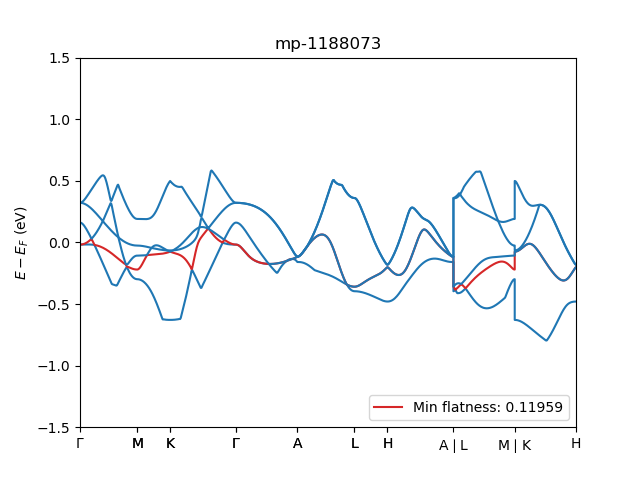 mp-1188073
E − E_F (eV)
1.5
1.0
0.5
0.0
−0.5
−1.0
−1.5
Min flatness: 0.11959
Γ M K Γ A L H A | L M | K H